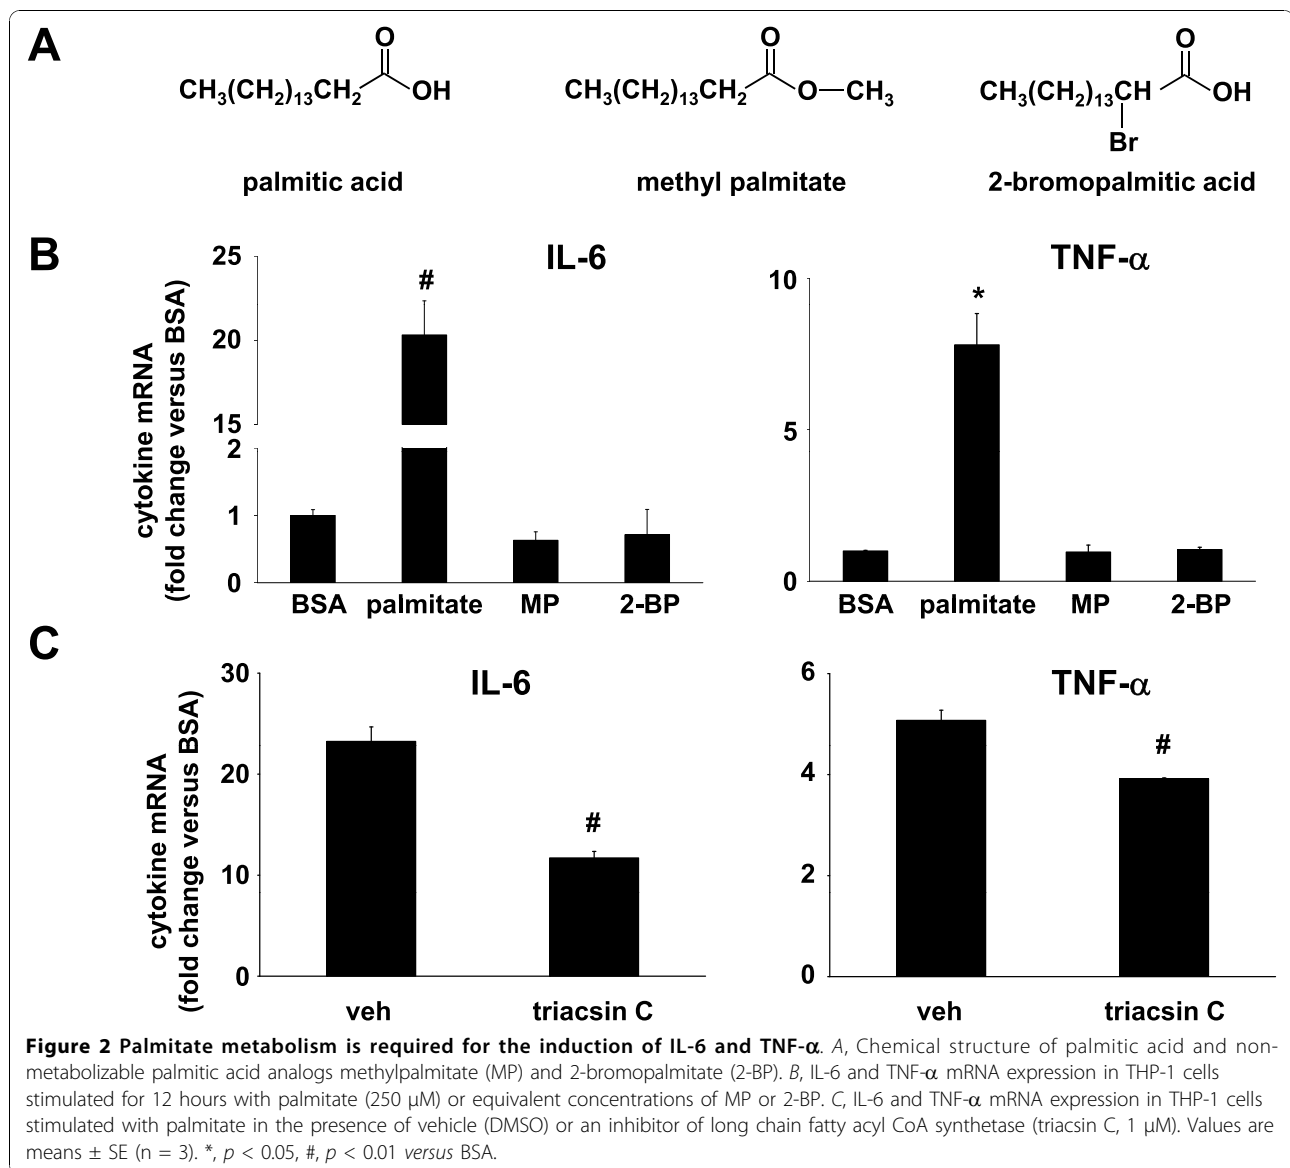 A
O
CH3(CH2)13CH2
OH
palmitic acid
O
CH3(CH2)13CH2
O—CH3
methyl palmitate
O
CH3(CH2)13CH
OH
Br
2-bromopalmitic acid
B
cytokine mRNA
(fold change versus BSA)
IL-6
25
20
15
2
1
0
#
BSA palmitate MP 2-BP
TNF-α
10
5
0
*
BSA palmitate MP 2-BP
C
cytokine mRNA
(fold change versus BSA)
IL-6
30
20
10
0
#
veh triacsin C
TNF-α
6
4
2
0
#
veh triacsin C
Figure 2 Palmitate metabolism is required for the induction of IL-6 and TNF-α. A, Chemical structure of palmitic acid and non-
metabolizable palmitic acid analogs methylpalmitate (MP) and 2-bromopalmitate (2-BP). B, IL-6 and TNF-α mRNA expression in THP-1 cells
stimulated for 12 hours with palmitate (250 μM) or equivalent concentrations of MP or 2-BP. C, IL-6 and TNF-α mRNA expression in THP-1 cells
stimulated with palmitate in the presence of vehicle (DMSO) or an inhibitor of long chain fatty acyl CoA synthetase (triacsin C, 1 μM). Values are
means ± SE (n = 3). *, p < 0.05, #, p < 0.01 versus BSA.